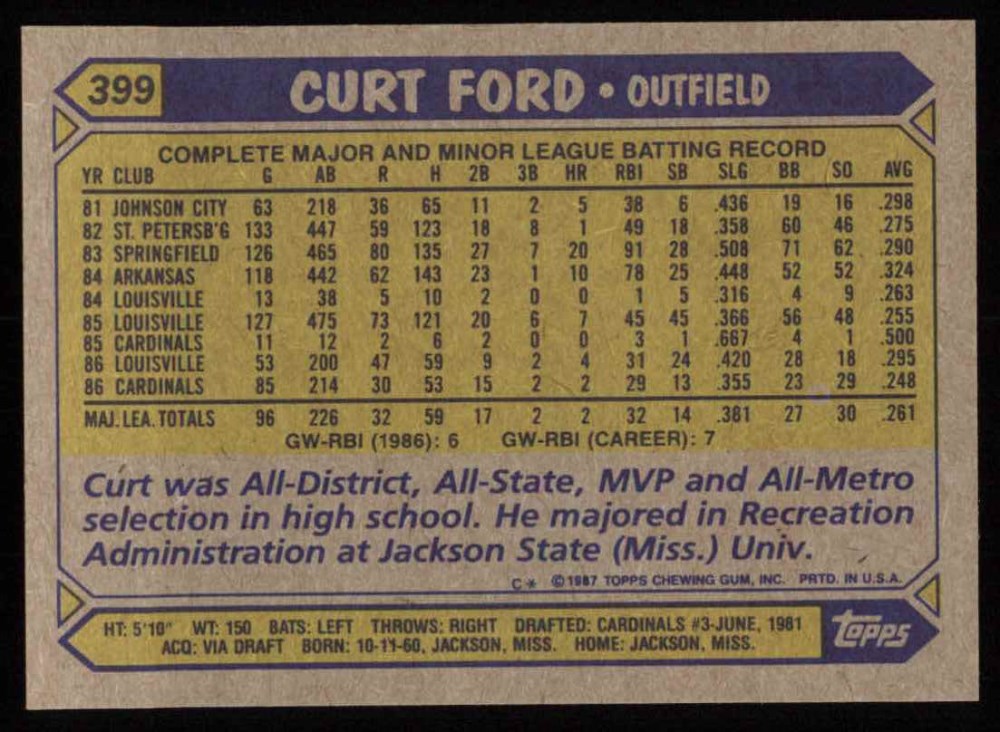 399
CURT FORD • OUTFIELD
COMPLETE MAJOR AND MINOR LEAGUE BATTING RECORD
YR CLUB G AB R H 2B 3B HR RBI SB SLG BB SO AVG
81 JOHNSON CITY 63 218 36 65 11 2 5 38 6 .436 19 16 .298
82 ST. PETERSB'G 133 447 59 123 18 8 1 49 18 .358 60 46 .275
83 SPRINGFIELD 126 465 80 135 27 7 20 91 28 .508 71 62 .290
84 ARKANSAS 118 442 62 143 23 1 10 78 25 .448 52 52 .324
84 LOUISVILLE 13 38 5 10 2 0 0 1 5 .316 4 9 .263
85 LOUISVILLE 127 475 73 121 20 6 7 45 45 .366 56 48 .255
85 CARDINALS 11 12 2 6 2 0 0 3 1 .667 4 1 .500
86 LOUISVILLE 53 200 47 59 9 2 4 31 24 .420 28 18 .295
86 CARDINALS 85 214 30 53 15 2 2 29 13 .355 23 29 .248
MAJ. LEA. TOTALS 96 226 32 59 17 2 2 32 14 .381 27 30 .261
GW-RBI (1986): 6 GW-RBI (CAREER): 7
Curt was All-District, All-State, MVP and All-Metro
selection in high school. He majored in Recreation
Administration at Jackson State (Miss.) Univ.
C* ©1987 TOPPS CHEWING GUM, INC. PRTD. IN U.S.A.
HT: 5'10" WT: 150 BATS: LEFT THROWS: RIGHT DRAFTED: CARDINALS #3-JUNE, 1981
ACQ: VIA DRAFT BORN: 10-11-60, JACKSON, MISS. HOME: JACKSON, MISS.
TOPPS